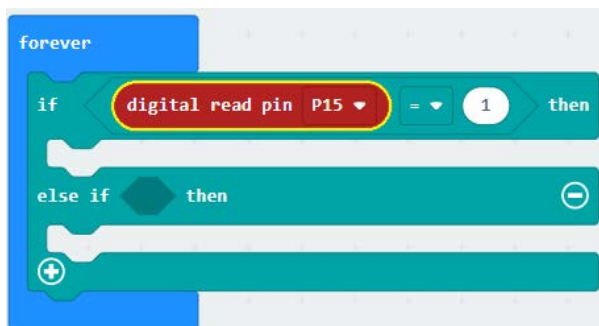 forever
if digital read pin P15 = 1 then
else if then